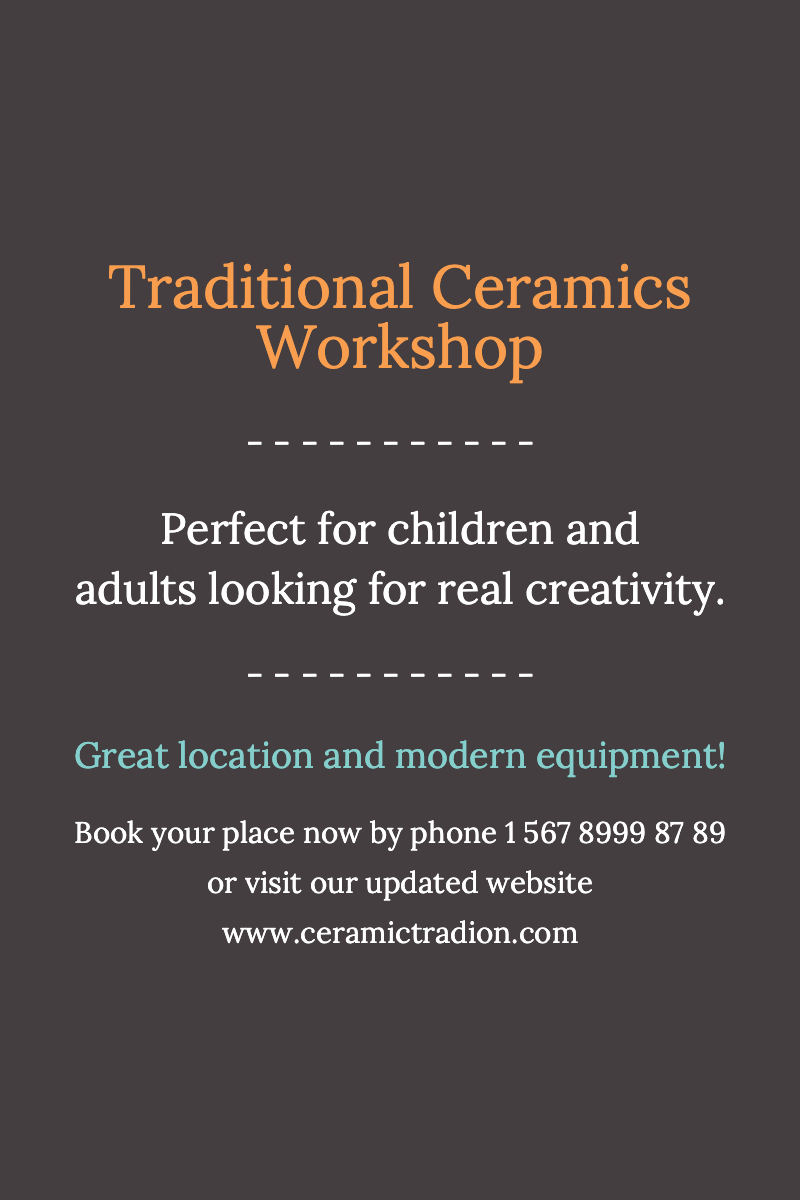 Traditional Ceramics
Workshop
- - - - - - - - - - -
Perfect for children and
adults looking for real creativity.
- - - - - - - - - - -
Great location and modern equipment!
Book your place now by phone 1 567 8999 87 89
or visit our updated website
www.ceramictradion.com